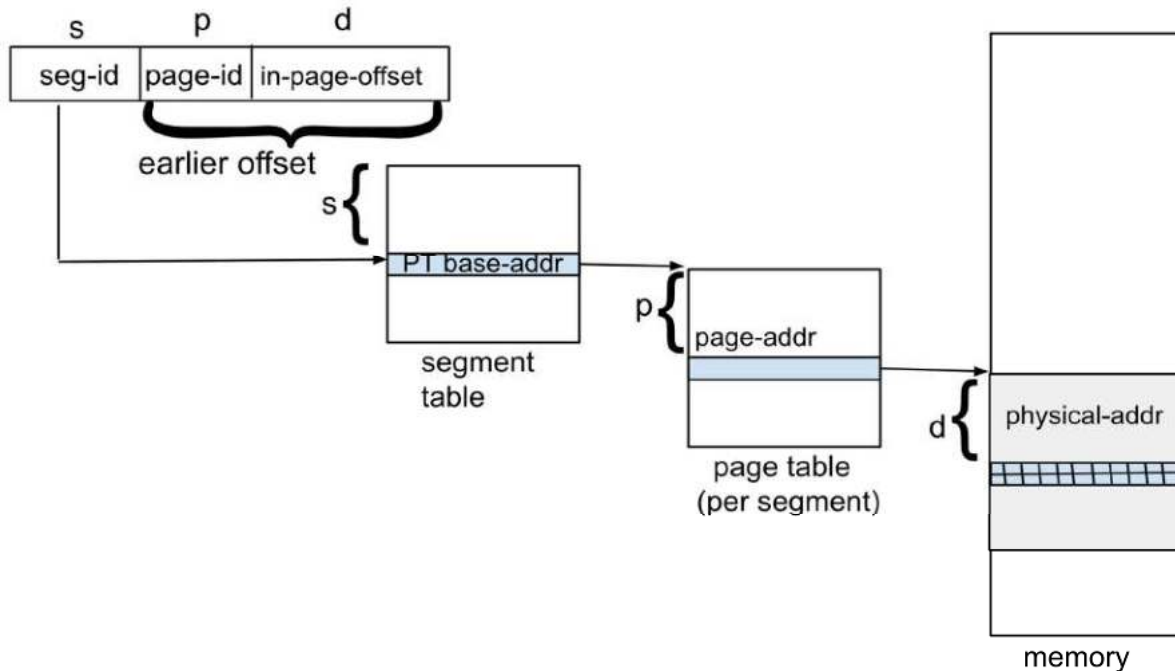 s p d
seg-id page-id in-page-offset
earlier offset
s {
PT base-addr
segment
table
p {
page-addr
page table
(per segment)
d {
physical-addr
memory